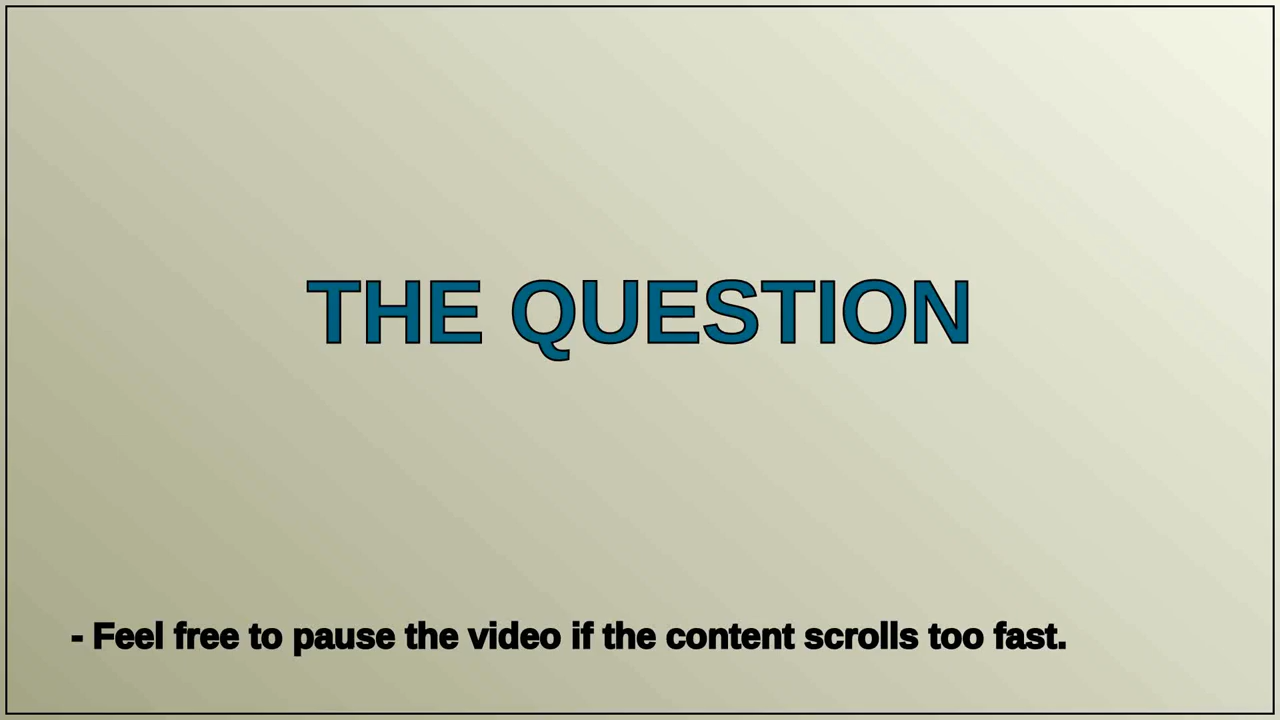 THE QUESTION
- Feel free to pause the video if the content scrolls too fast.